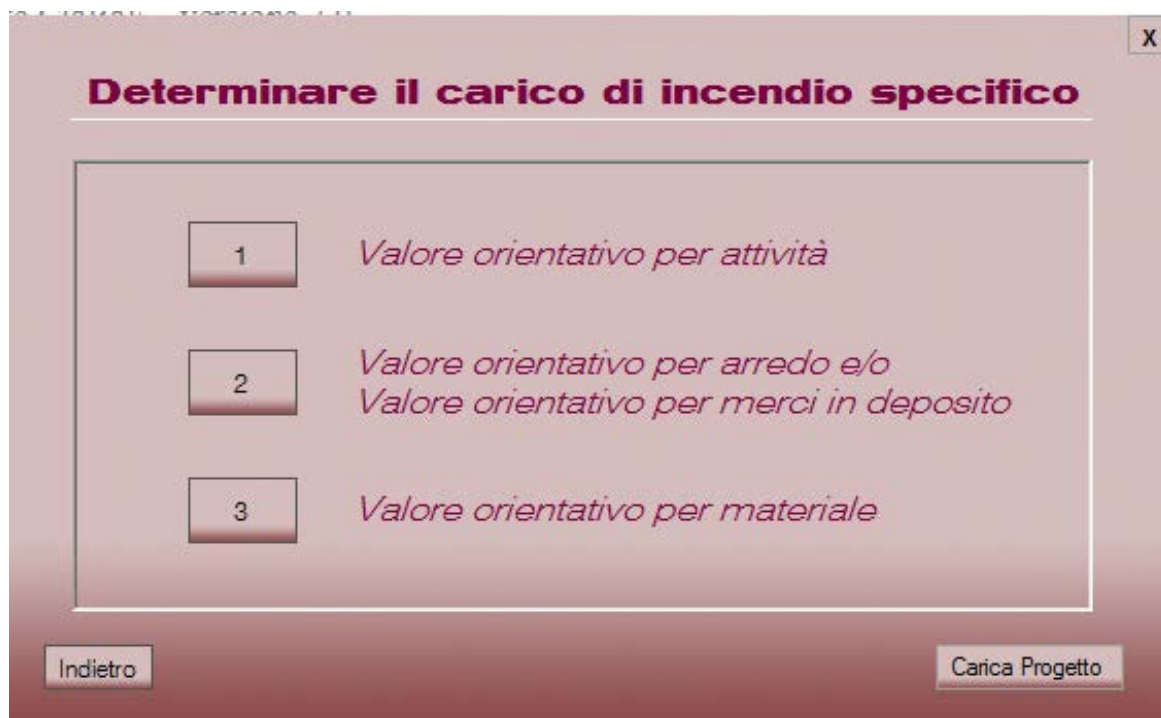 X
Determinare il carico di incendio specifico
1
Valore orientativo per attività
2
Valore orientativo per arredo e/o
Valore orientativo per merci in deposito
3
Valore orientativo per materiale
Indietro
Carica Progetto